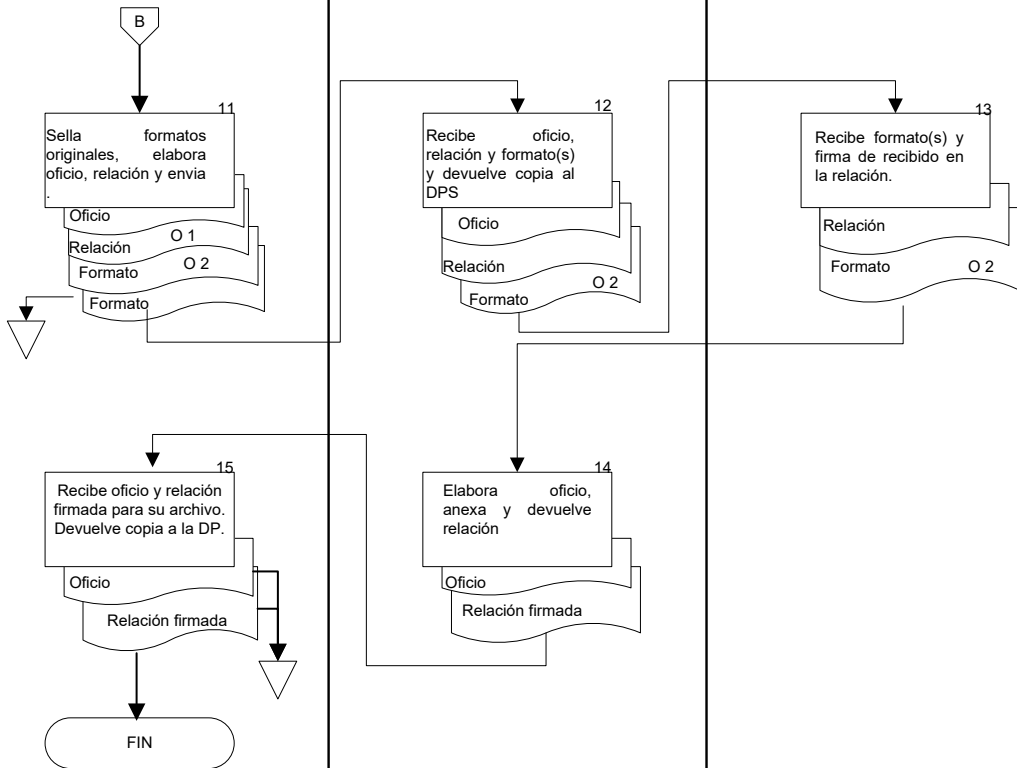 B
11
Sella formatos
originales, elabora
oficio, relación y envia
.
Oficio
O 1
Relación
O 2
Formato
Formato
12
Recibe oficio,
relación y formato(s)
y devuelve copia al
DPS
Oficio
Relación
O 2
Formato
13
Recibe formato(s) y
firma de recibido en
la relación.
Relación
Formato O 2
14
Elabora oficio,
anexa y devuelve
relación
Oficio
Relación firmada
15
Recibe oficio y relación
firmada para su archivo.
Devuelve copia a la DP.
Oficio
Relación firmada
FIN